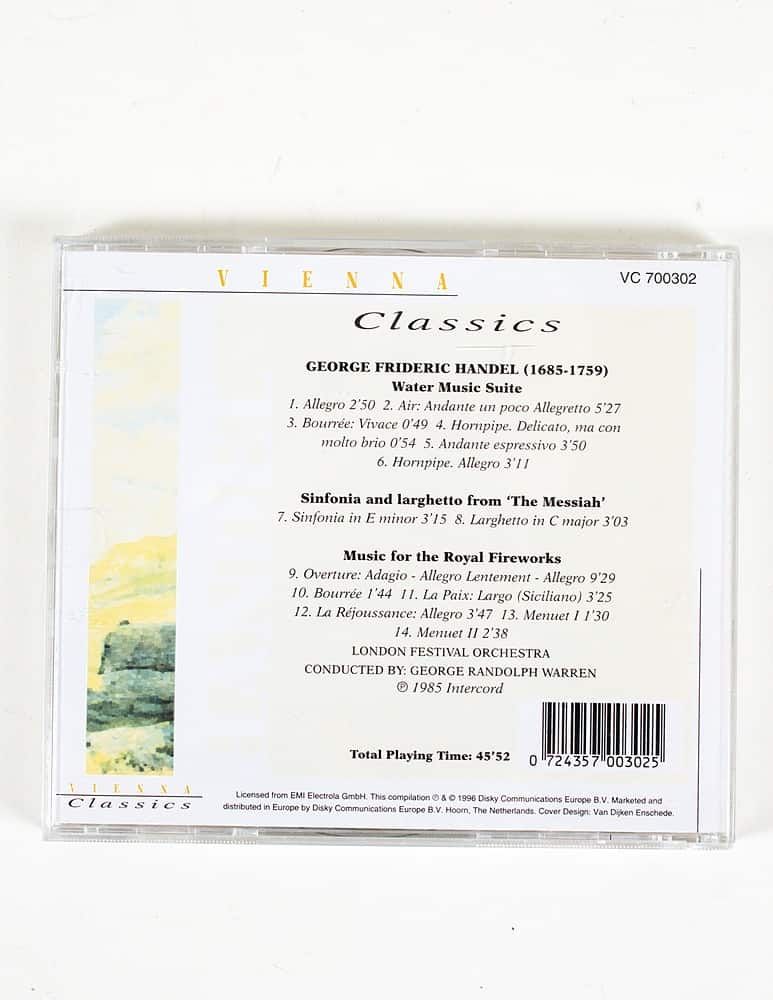 VIENNA
VC 700302
Classics
GEORGE FRIDERIC HANDEL (1685-1759)
Water Music Suite
1. Allegro 2'50 2. Air: Andante un poco Allegretto 5'27
3. Bourrée: Vivace 0'49 4. Hornpipe. Delicato, ma con
molto brio 0'54 5. Andante espressivo 3'50
6. Hornpipe. Allegro 3'11
Sinfonia and larghetto from 'The Messiah'
7. Sinfonia in E minor 3'15 8. Larghetto in C major 3'03
Music for the Royal Fireworks
9. Overture: Adagio - Allegro Lentement - Allegro 9'29
10. Bourrée 1'44 11. La Paix: Largo (Siciliano) 3'25
12. La Réjoussance: Allegro 3'47 13. Menuet I 1'30
14. Menuet II 2'38
LONDON FESTIVAL ORCHESTRA
CONDUCTED BY: GEORGE RANDOLPH WARREN
℗ 1985 Intercord
Total Playing Time: 45'52
0 724357 003025
VIENNA
Classics
Licensed from EMI Electrola GmbH. This compilation ℗ & © 1996 Disky Communications Europe B.V. Marketed and
distributed in Europe by Disky Communications Europe B.V. Hoorn, The Netherlands. Cover Design: Van Dijken Enschede.